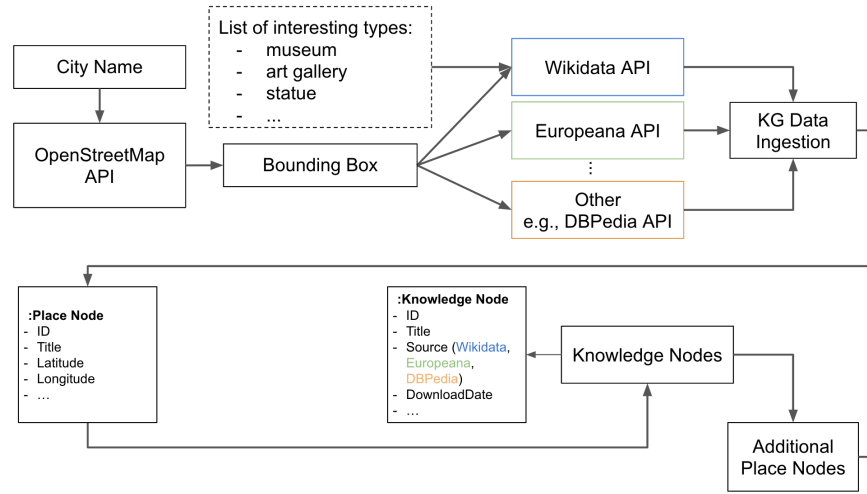 List of interesting types:
- museum
- art gallery
- statue
- ...
City Name
OpenStreetMap
API
Bounding Box
Wikidata API
Europeana API
⋮
Other
e.g., DBPedia API
KG Data
Ingestion
:Place Node
- ID
- Title
- Latitude
- Longitude
- …
:Knowledge Node
- ID
- Title
- Source (Wikidata,
Europeana,
DBPedia)
- DownloadDate
- …
Knowledge Nodes
Additional
Place Nodes